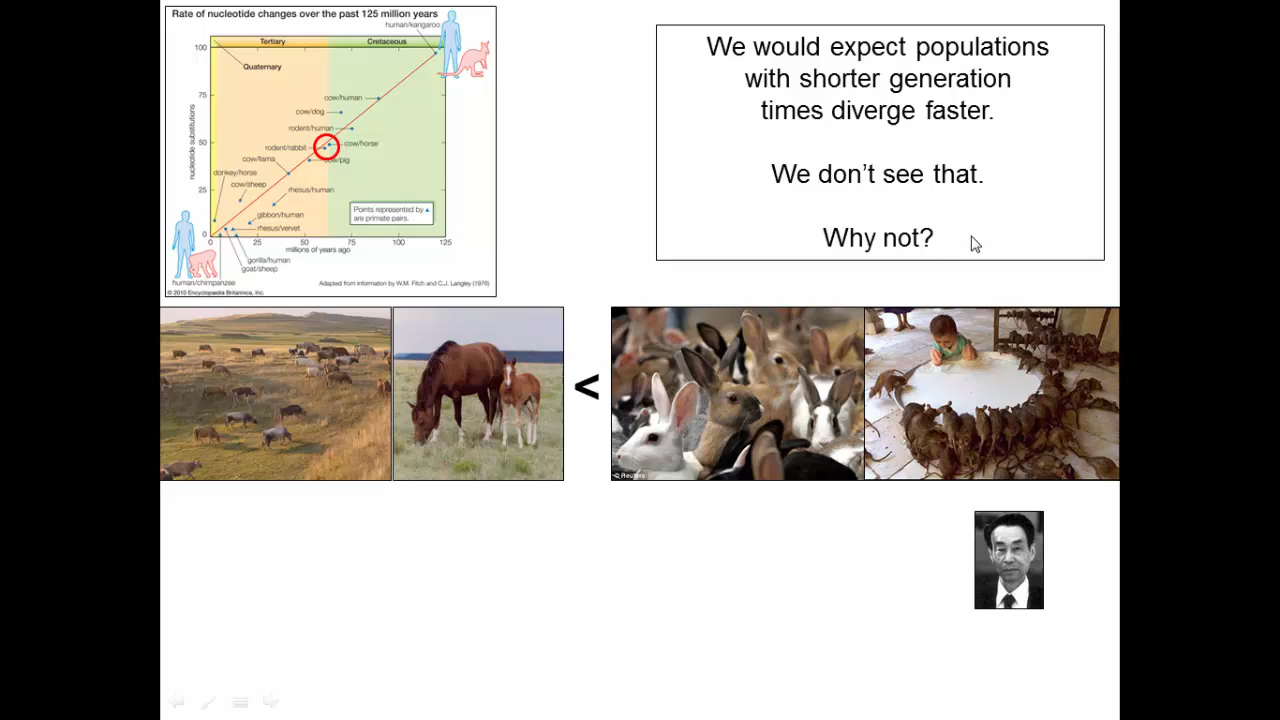 Rate of nucleotide changes over the past 125 million years
human/kangaroo
Tertiary
Cretaceous
100
Quaternary
75
cow/human
cow/dog
nucleotide substitutions
rodent/human
50
cow/horse
rodent/rabbit
cow/pig
cow/llama
donkey/horse
cow/sheep
25
rhesus/human
Points represented by ▲
are primate pairs.
gibbon/human
rhesus/vervet
0
0 25 50 75 100 125
millions of years ago
gorilla/human
goat/sheep
human/chimpanzee
Adapted from information by W.M. Fitch and C.J. Langley (1976)
© 2010 Encyclopædia Britannica, Inc.
We would expect populations
with shorter generation
times diverge faster.
We don't see that.
Why not?
<
© Reuters